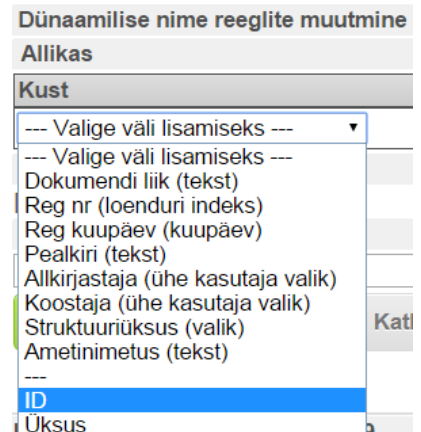 Dünaamilise nime reeglite muutmine
Allikas
Kust
--- Valige väli lisamiseks ---
--- Valige väli lisamiseks ---
Dokumendi liik (tekst)
Reg nr (loenduri indeks)
Reg kuupäev (kuupäev)
Pealkiri (tekst)
Allkirjastaja (ühe kasutaja valik)
Koostaja (ühe kasutaja valik)
Struktuuriüksus (valik)
Ametinimetus (tekst)
---
ID
Üksus